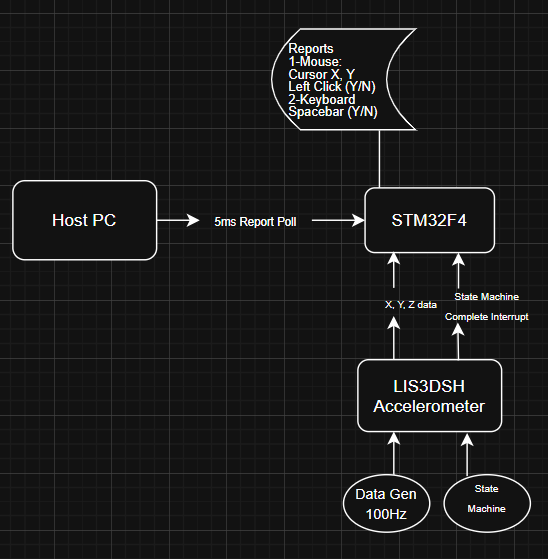 Reports
1-Mouse:
Cursor X, Y
Left Click (Y/N)
2-Keyboard
Spacebar (Y/N)
Host PC
5ms Report Poll
STM32F4
X, Y, Z data
State Machine
Complete Interrupt
LIS3DSH
Accelerometer
Data Gen
100Hz
State
Machine